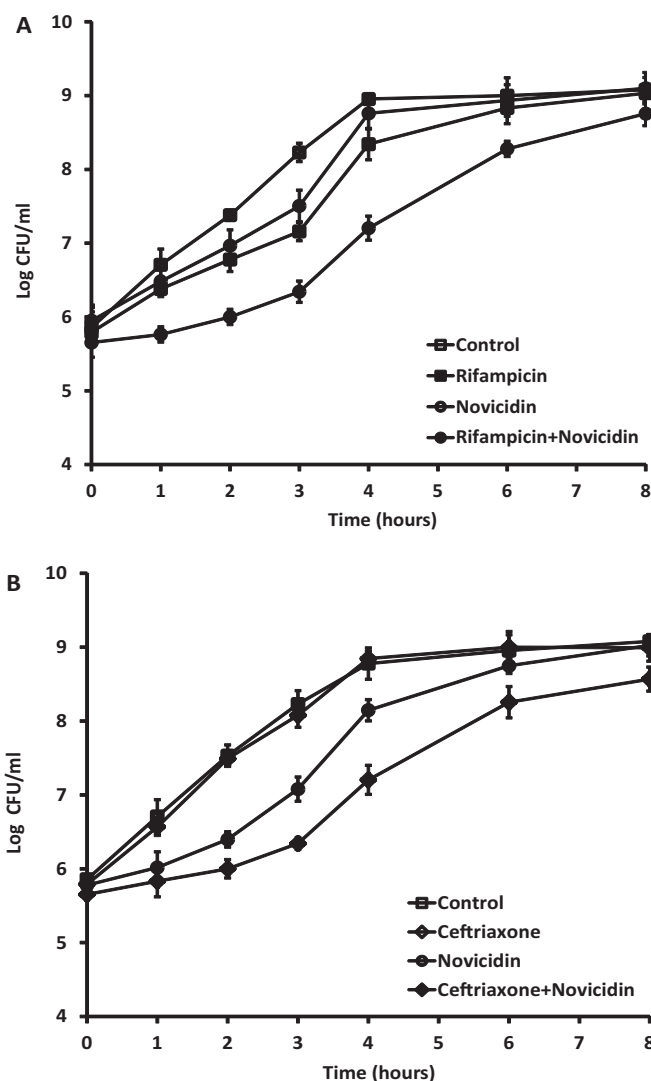 A
10
9
8
7
6
5
4
Log CFU/ml
Control
Rifampicin
Novicidin
Rifampicin+Novicidin
0 1 2 3 4 5 6 7 8
Time (hours)
B
10
9
8
7
6
5
4
Log CFU/ml
Control
Ceftriaxone
Novicidin
Ceftriaxone+Novicidin
0 1 2 3 4 5 6 7 8
Time (hours)